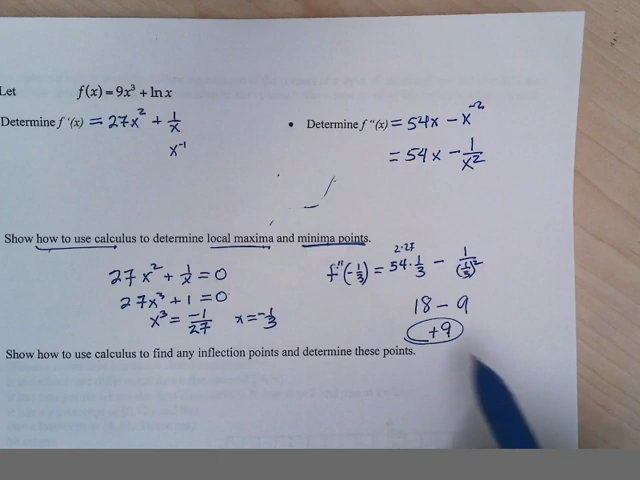 Let f(x) = 9x³ + ln x
Determine f '(x) = 27x² + 1/x
x⁻¹
• Determine f ''(x) = 54x − x⁻²
= 54x − 1/x²
Show how to use calculus to determine local maxima and minima points.
27x² + 1/x = 0
27x³ + 1 = 0
x³ = −1/27 x = −1/3
2·27
f''(−1/3) = 54·1/3 − 1/(1/3)²
18 − 9
+9
Show how to use calculus to find any inflection points and determine these points.